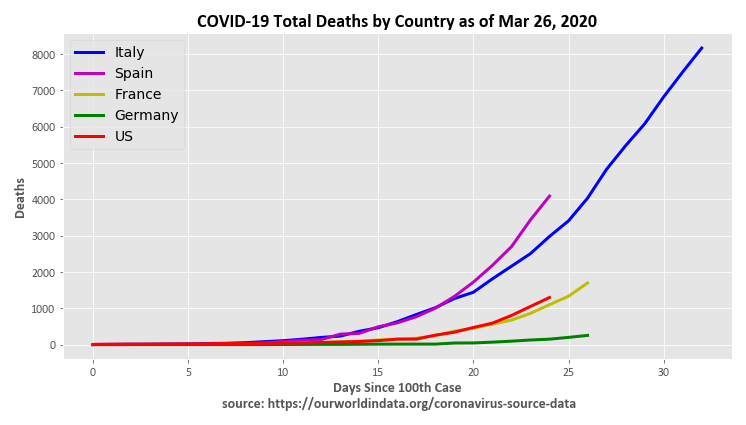 COVID-19 Total Deaths by Country as of Mar 26, 2020
Italy
Spain
France
Germany
US
8000
7000
6000
5000
4000
3000
2000
1000
0
Deaths
0 5 10 15 20 25 30
Days Since 100th Case
source: https://ourworldindata.org/coronavirus-source-data